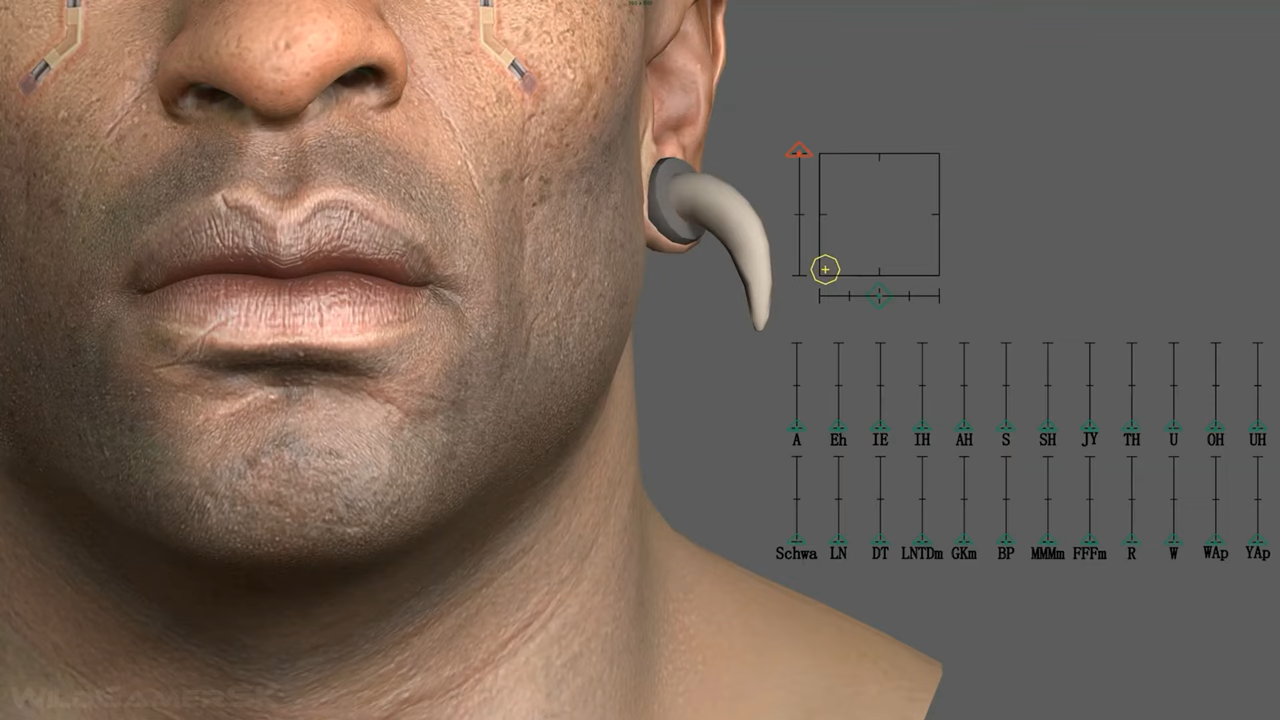 A Eh IE IH AH S SH JY TH U OH UH
Schwa LN DT LNTDm GKm BP MMMm FFFm R W WAp YAp